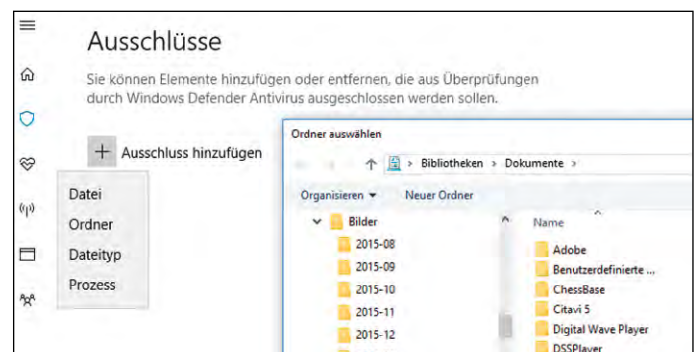 Ausschlüsse
Sie können Elemente hinzufügen oder entfernen, die aus Überprüfungen
durch Windows Defender Antivirus ausgeschlossen werden sollen.
+ Ausschluss hinzufügen
Datei
Ordner
Dateityp
Prozess
Ordner auswählen
Bibliotheken > Dokumente >
Organisieren Neuer Ordner
Bilder
2015-08
2015-09
2015-10
2015-11
2015-12
Name
Adobe
Benutzerdefinierte ...
ChessBase
Citavi 5
Digital Wave Player
DSSPlayer